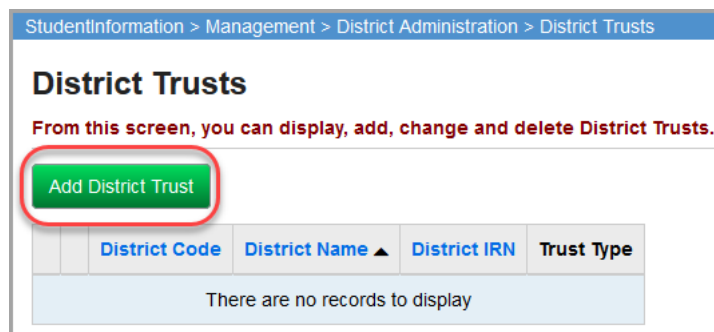 StudentInformation > Management > District Administration > District Trusts
District Trusts
From this screen, you can display, add, change and delete District Trusts.
Add District Trust
District Code District Name ▲ District IRN Trust Type
There are no records to display